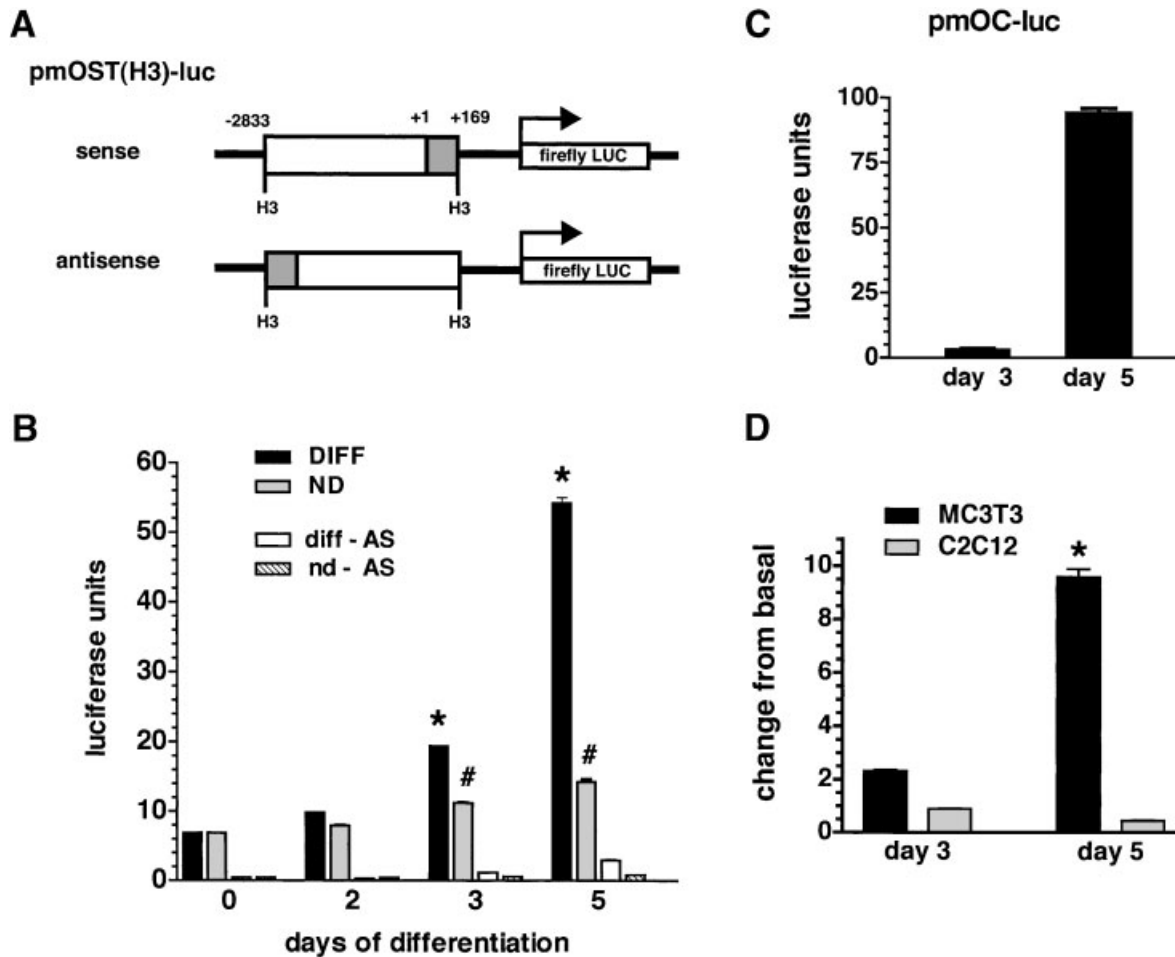 A
pmOST(H3)-luc
-2833 +1 +169
sense
firefly LUC
H3 H3
antisense
firefly LUC
H3 H3
B
60
50
40
30
20
10
0
luciferase units
DIFF
ND
diff - AS
nd - AS
* # * #
0 2 3 5
days of differentiation
C
pmOC-luc
100
75
50
25
0
luciferase units
day 3 day 5
D
MC3T3
C2C12
*
10
8
6
4
2
0
change from basal
day 3 day 5